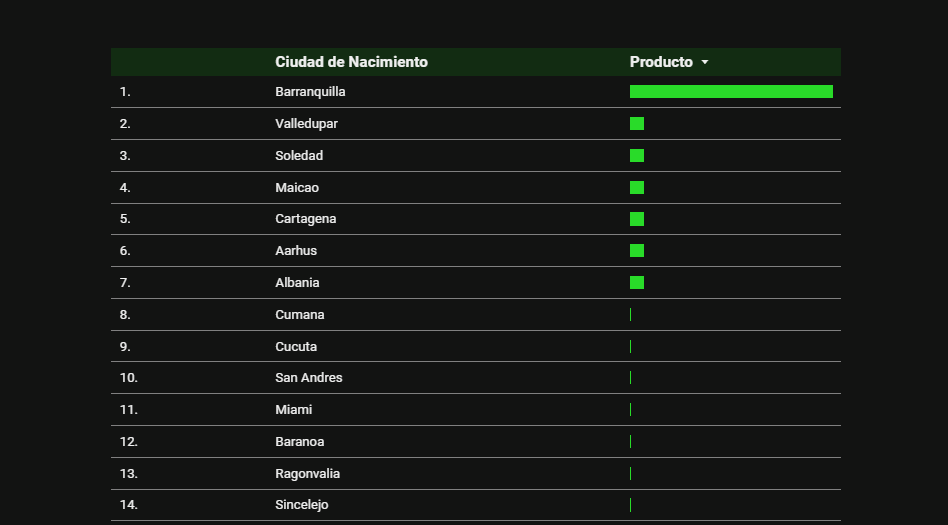 Ciudad de Nacimiento Producto
1. Barranquilla
2. Valledupar
3. Soledad
4. Maicao
5. Cartagena
6. Aarhus
7. Albania
8. Cumana
9. Cucuta
10. San Andres
11. Miami
12. Baranoa
13. Ragonvalia
14. Sincelejo